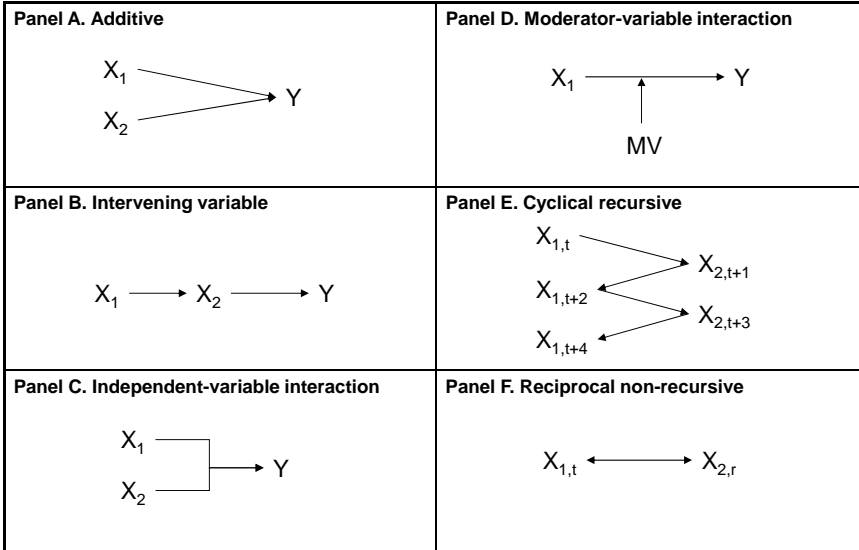 Panel A. Additive
X₁
Y
X₂
Panel B. Intervening variable
X₁ X₂ Y
Panel C. Independent-variable interaction
X₁
Y
X₂
Panel D. Moderator-variable interaction
X₁ Y
MV
Panel E. Cyclical recursive
X₁,t
X₂,t+1
X₁,t+2
X₂,t+3
X₁,t+4
Panel F. Reciprocal non-recursive
X₁,t X₂,r